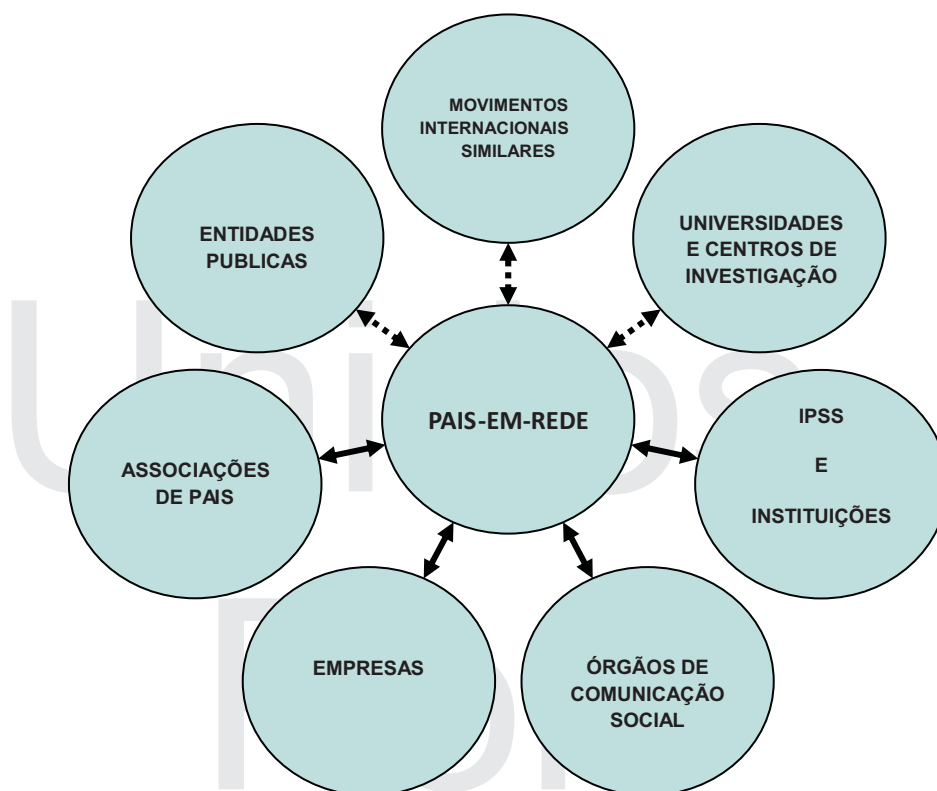 MOVIMENTOS
INTERNACIONAIS
SIMILARES
ENTIDADES
PUBLICAS
UNIVERSIDADES
E CENTROS DE
INVESTIGAÇÃO
PAIS-EM-REDE
ASSOCIAÇÕES
DE PAIS
IPSS
E
INSTITUIÇÕES
EMPRESAS
ÓRGÃOS DE
COMUNICAÇÃO
SOCIAL